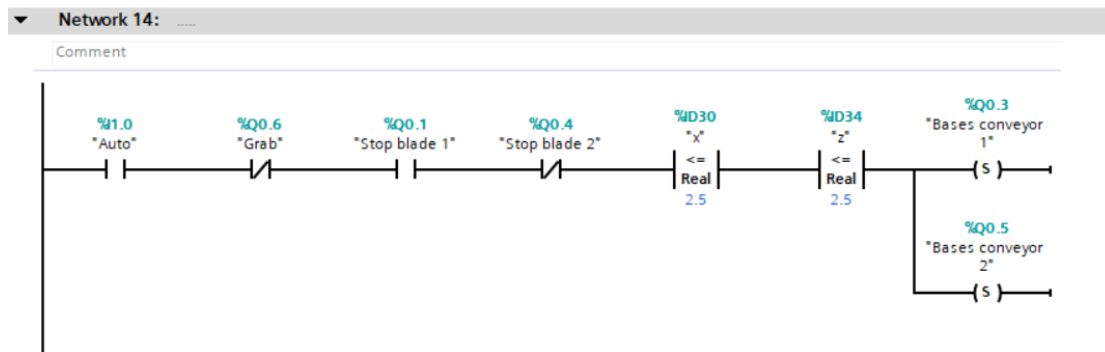 Network 14: .....
Comment
%I1.0
"Auto"
%Q0.6
"Grab"
%Q0.1
"Stop blade 1"
%Q0.4
"Stop blade 2"
%ID30
"x"
<=
Real
2.5
%ID34
"z"
<=
Real
2.5
%Q0.3
"Bases conveyor
1"
S
%Q0.5
"Bases conveyor
2"
S